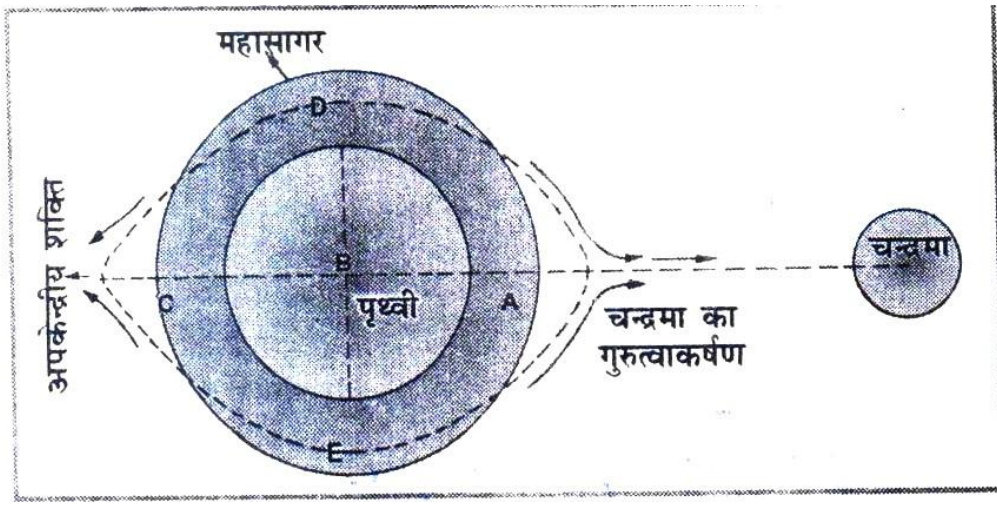 महासागर
D
अपकेन्द्रीय शक्ति
B
पृथ्वी
C
A
चन्द्रमा
चन्द्रमा का
गुरुत्वाकर्षण
E